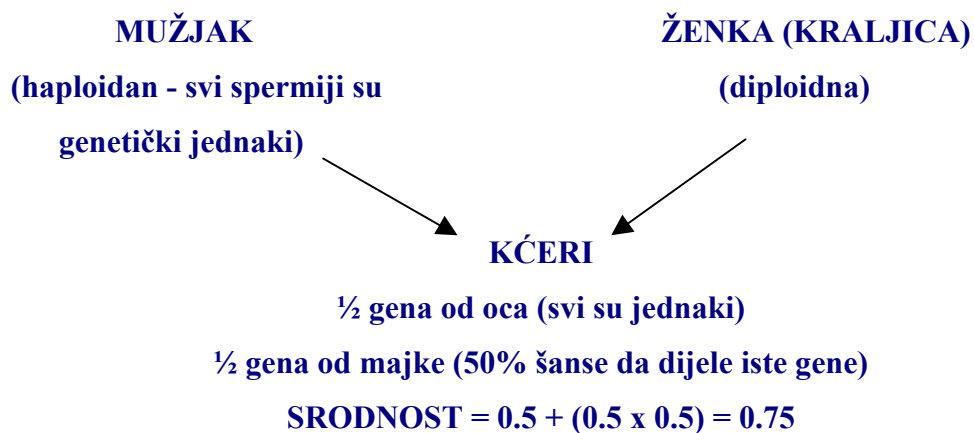 MUŽJAK
(haploidan - svi spermiji su
genetički jednaki)
ŽENKA (KRALJICA)
(diploidna)
KĆERI
½ gena od oca (svi su jednaki)
½ gena od majke (50% šanse da dijele iste gene)
SRODNOST = 0.5 + (0.5 x 0.5) = 0.75